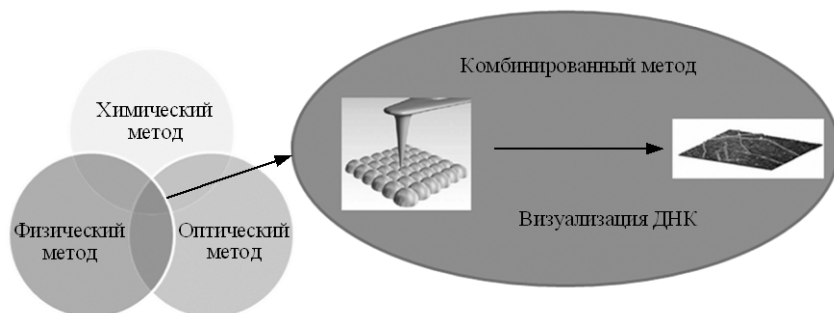 Химический
метод
Физический
метод
Оптический
метод
Комбинированный метод
Визуализация ДНК